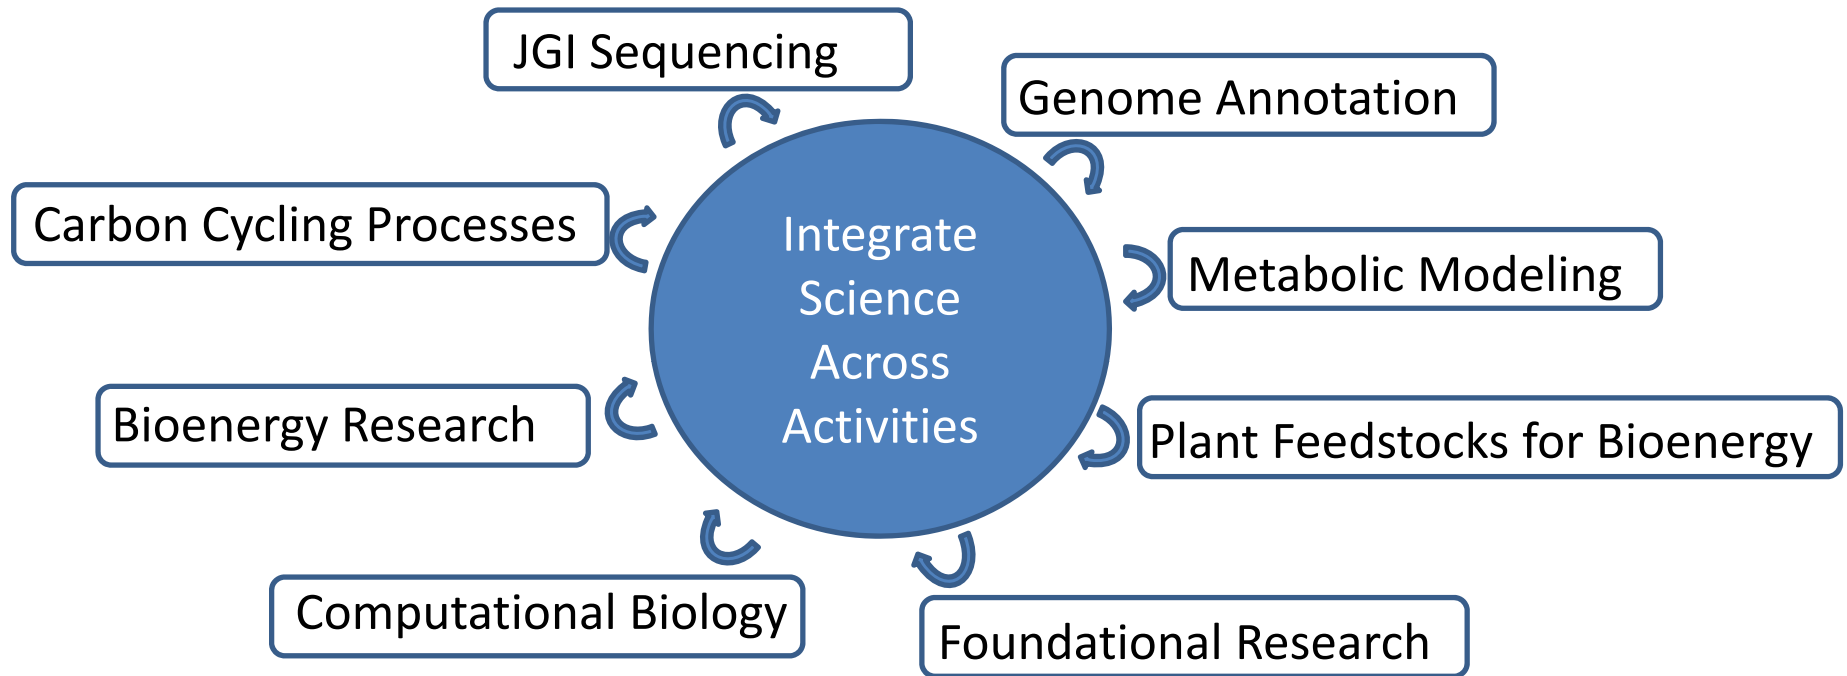 JGI Sequencing
Genome Annotation
Carbon Cycling Processes
Metabolic Modeling
Integrate
Science
Across
Activities
Bioenergy Research
Plant Feedstocks for Bioenergy
Computational Biology
Foundational Research